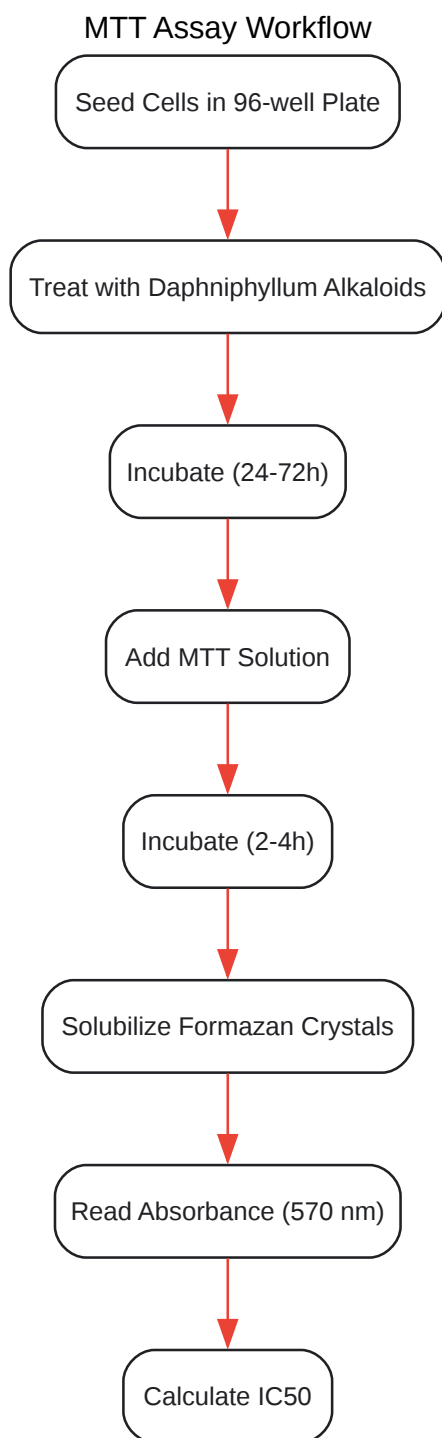 MTT Assay Workflow
Seed Cells in 96-well Plate
Treat with Daphniphyllum Alkaloids
Incubate (24-72h)
Add MTT Solution
Incubate (2-4h)
Solubilize Formazan Crystals
Read Absorbance (570 nm)
Calculate IC50